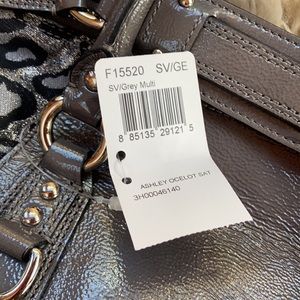 F15520 SV/GE
SV/Grey Multi
8 85135 29121 5
ASHLEY OCELOT SAT
3H00046140